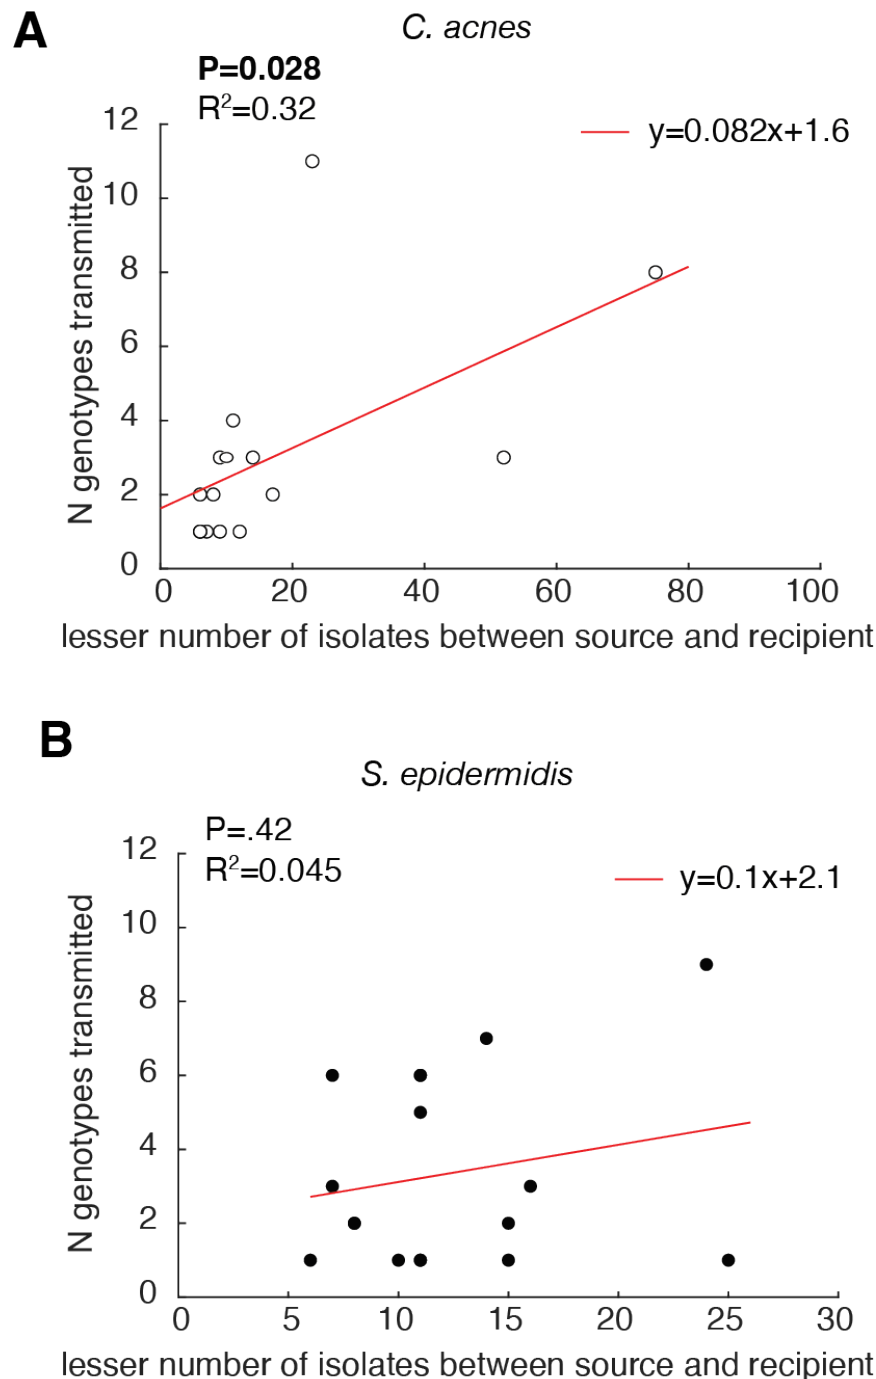 A
C. acnes
P=0.028
R²=0.32
y=0.082x+1.6
12
10
8
6
4
2
0
N genotypes transmitted
0 20 40 60 80 100
lesser number of isolates between source and recipient
B
S. epidermidis
P=.42
R²=0.045
y=0.1x+2.1
12
10
8
6
4
2
0
N genotypes transmitted
0 5 10 15 20 25 30
lesser number of isolates between source and recipient